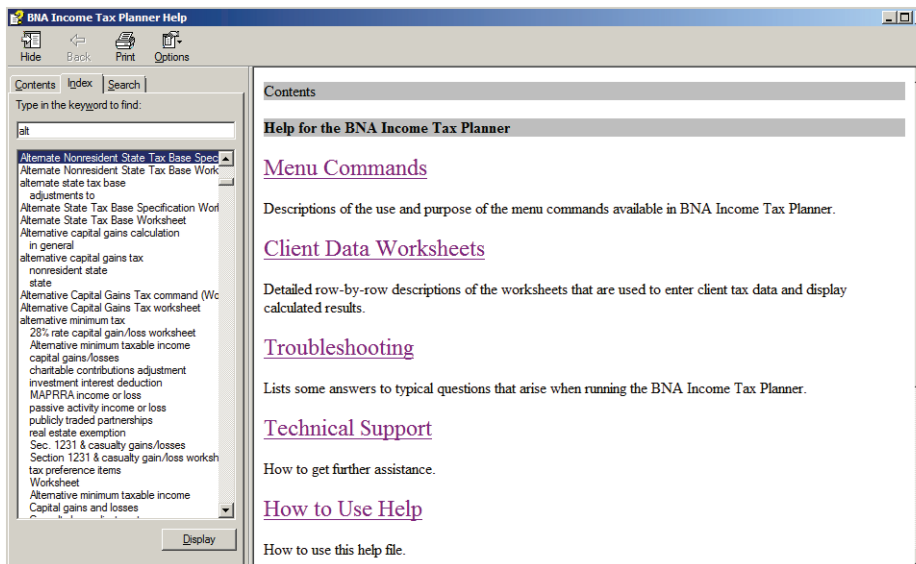 BNA Income Tax Planner Help
Hide Back Print Options
Contents Index Search
Type in the keyword to find:
alt
Alternate Nonresident State Tax Base Spec
Alternate Nonresident State Tax Base Work
alternate state tax base
adjustments to
Alternate State Tax Base Specification Worl
Alternate State Tax Base Worksheet
Alternative capital gains calculation
in general
alternative capital gains tax
nonresident state
state
Alternative Capital Gains Tax command (Wc
Alternative Capital Gains Tax worksheet
alternative minimum tax
28% rate capital gain/loss worksheet
Alternative minimum taxable income
capital gains/losses
charitable contributions adjustment
investment interest deduction
MAPRRA income or loss
passive activity income or loss
publicly traded partnerships
real estate exemption
Sec. 1231 & casualty gains/losses
Section 1231 & casualty gain/loss worksh
tax preference items
Worksheet
Alternative minimum taxable income
Capital gains and losses
Display
Contents
Help for the BNA Income Tax Planner
Menu Commands
Descriptions of the use and purpose of the menu commands available in BNA Income Tax Planner.
Client Data Worksheets
Detailed row-by-row descriptions of the worksheets that are used to enter client tax data and display
calculated results.
Troubleshooting
Lists some answers to typical questions that arise when running the BNA Income Tax Planner.
Technical Support
How to get further assistance.
How to Use Help
How to use this help file.